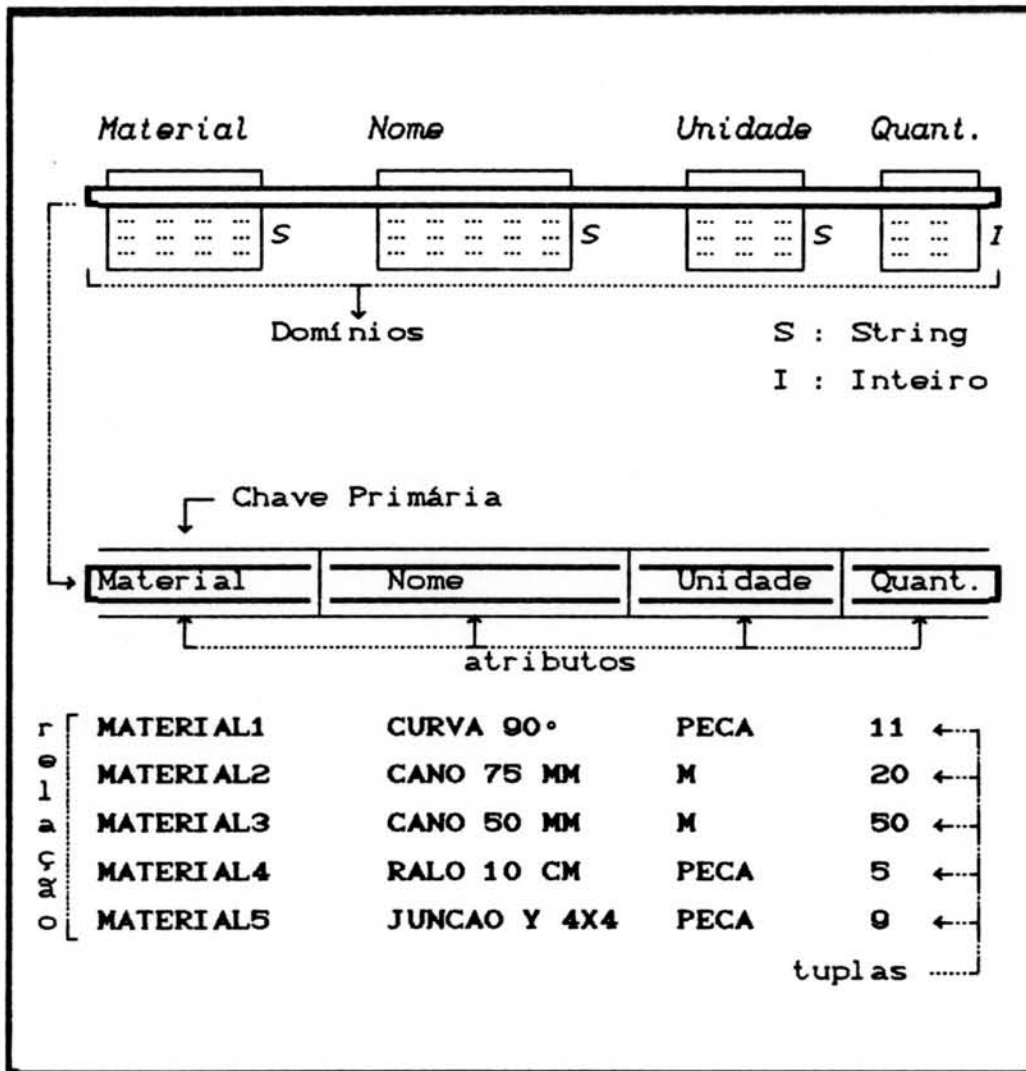 Material Nome Unidade Quant.
S S S I
Domínios
S : String
I : Inteiro
Chave Primária
Material Nome Unidade Quant.
atributos
relação
MATERIAL1 CURVA 90° PECA 11
MATERIAL2 CANO 75 MM M 20
MATERIAL3 CANO 50 MM M 50
MATERIAL4 RALO 10 CM PECA 5
MATERIAL5 JUNCAO Y 4X4 PECA 9
tuplas